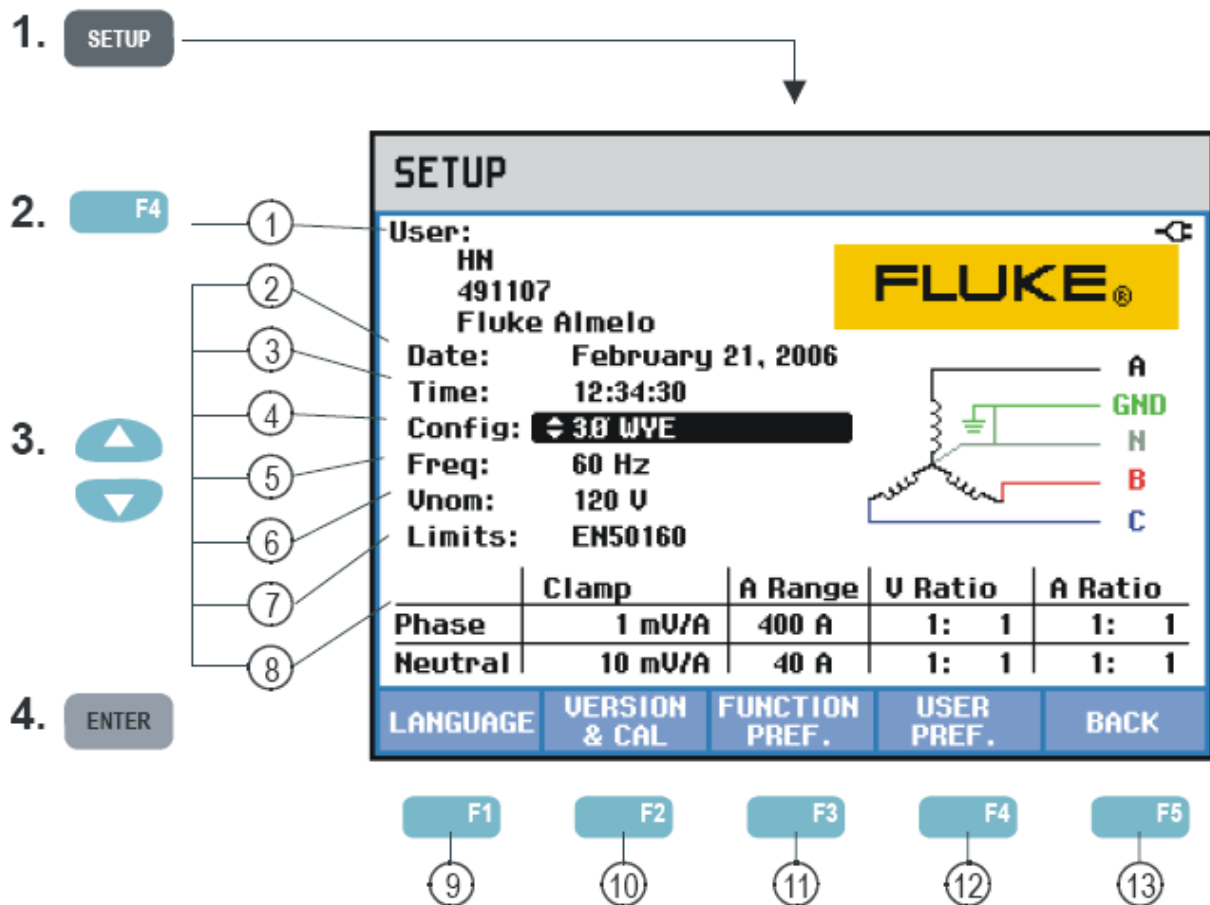 1. SETUP
SETUP
2. F4
① User:
HN
491107
Fluke Almelo
FLUKE®
② Date: February 21, 2006
③ Time: 12:34:30
④ Config: 3Ø WYE
⑤ Freq: 60 Hz
⑥ Vnom: 120 V
⑦ Limits: EN50160
3.
A
GND
N
B
C
⑧
Clamp A Range V Ratio A Ratio
Phase 1 mV/A 400 A 1: 1 1: 1
Neutral 10 mV/A 40 A 1: 1 1: 1
4. ENTER
LANGUAGE VERSION & CAL FUNCTION PREF. USER PREF. BACK
F1 F2 F3 F4 F5
⑨ ⑩ ⑪ ⑫ ⑬